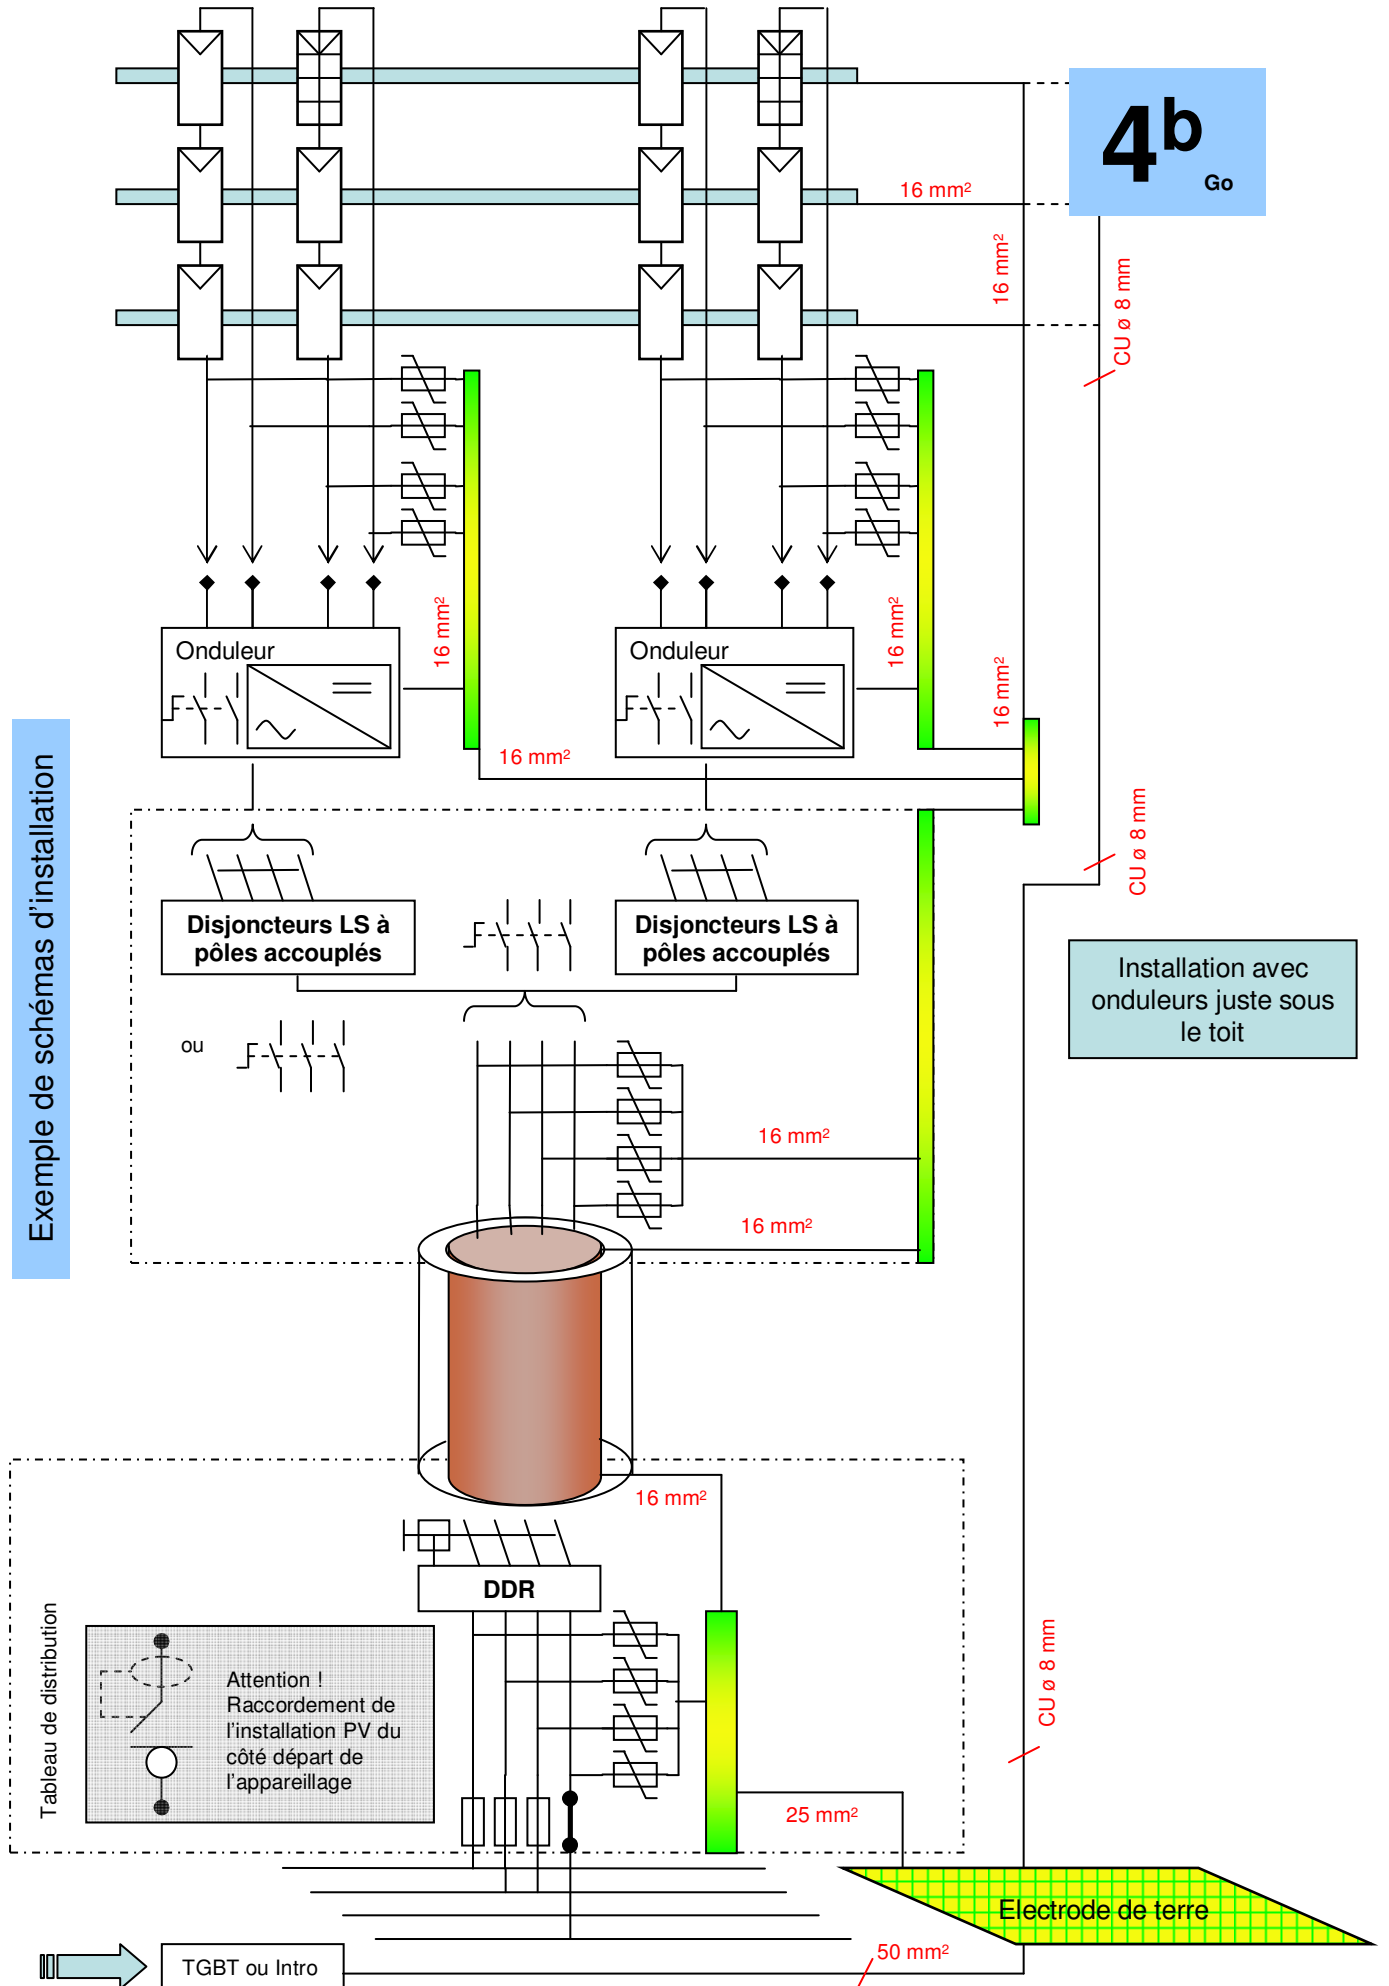 4b
Go
16 mm²
16 mm²
CU ø 8 mm
16 mm²
16 mm²
16 mm²
Onduleur
Onduleur
16 mm²
CU ø 8 mm
Exemple de schémas d'installation
Disjoncteurs LS à
pôles accouplés
Disjoncteurs LS à
pôles accouplés
Installation avec
onduleurs juste sous
le toit
ou
16 mm²
16 mm²
16 mm²
DDR
Tableau de distribution
Attention !
Raccordement de
l'installation PV du
côté départ de
l'appareillage
CU ø 8 mm
25 mm²
Electrode de terre
50 mm²
TGBT ou Intro